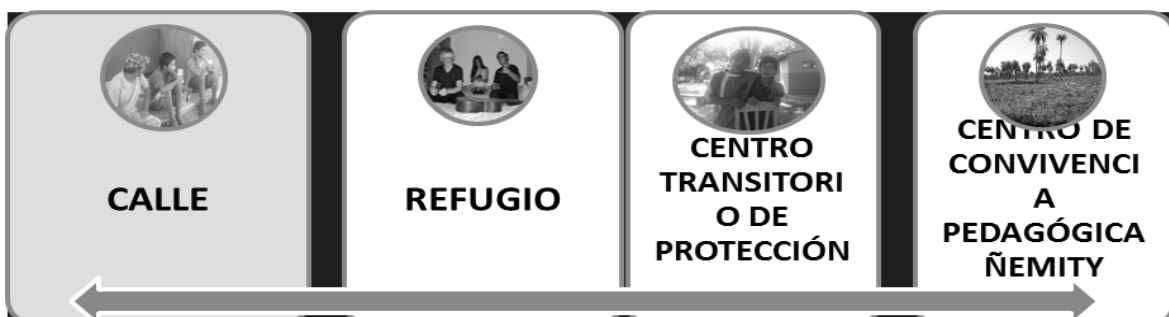 CALLE
REFUGIO
CENTRO
TRANSITORI
O DE
PROTECCIÓN
CENTRO DE
CONVIVENCI
A
PEDAGÓGICA
ÑEMITY